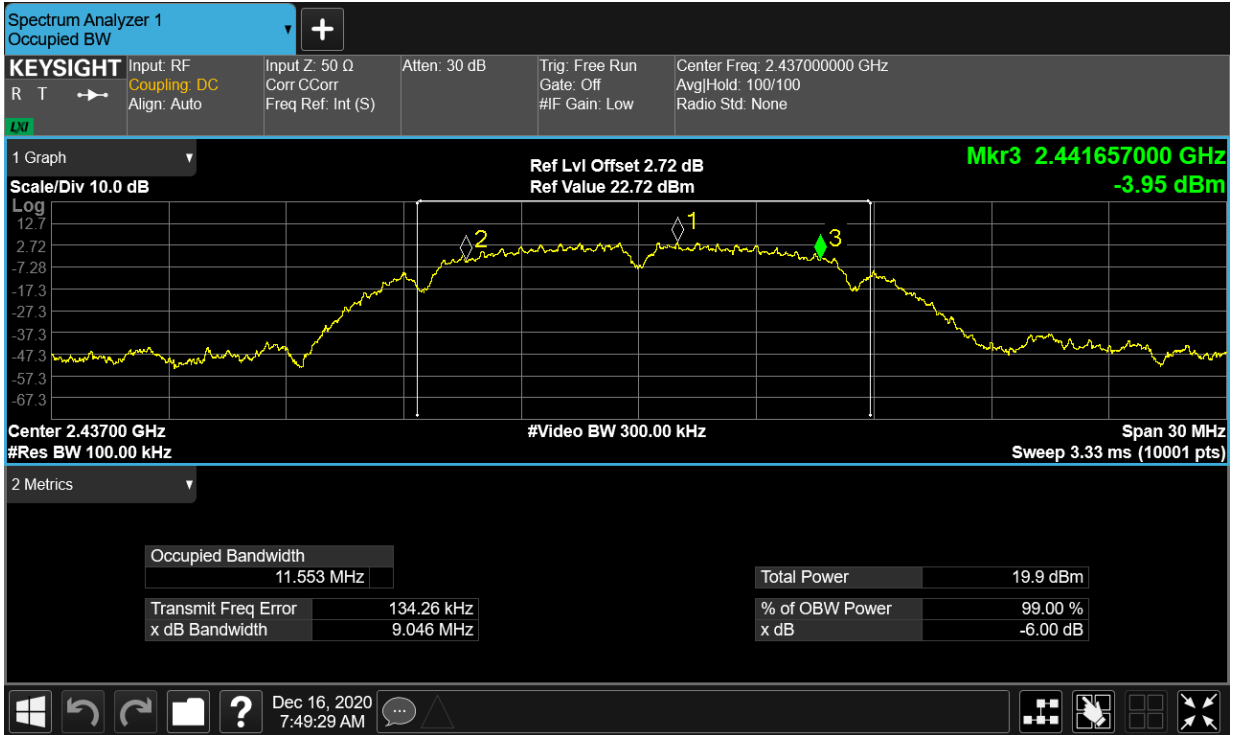 Spectrum Analyzer 1
Occupied BW
+
KEYSIGHT
R T
LXI
Input: RF
Coupling: DC
Align: Auto
Input Z: 50 Ω
Corr CCorr
Freq Ref: Int (S)
Atten: 30 dB
Trig: Free Run
Gate: Off
#IF Gain: Low
Center Freq: 2.437000000 GHz
Avg|Hold: 100/100
Radio Std: None
1 Graph
Scale/Div 10.0 dB
Ref Lvl Offset 2.72 dB
Ref Value 22.72 dBm
Mkr3 2.441657000 GHz
-3.95 dBm
Log
12.7
2.72
-7.28
-17.3
-27.3
-37.3
-47.3
-57.3
-67.3
2
1
3
Center 2.43700 GHz
#Res BW 100.00 kHz
#Video BW 300.00 kHz
Span 30 MHz
Sweep 3.33 ms (10001 pts)
2 Metrics
Occupied Bandwidth
11.553 MHz
Transmit Freq Error 134.26 kHz
x dB Bandwidth 9.046 MHz
Total Power 19.9 dBm
% of OBW Power 99.00 %
x dB -6.00 dB
?
Dec 16, 2020
7:49:29 AM